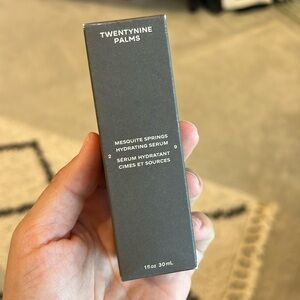 TWENTYNINE
PALMS
MESQUITE SPRINGS
HYDRATING SERUM
2 9
SÉRUM HYDRATANT
CIMES ET SOURCES
1 fl oz 30 mL